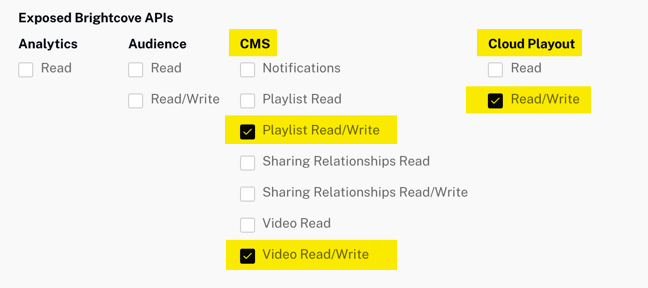 Exposed Brightcove APIs
Analytics
Read
Audience
Read
Read/Write
CMS
Notifications
Playlist Read
Playlist Read/Write
Sharing Relationships Read
Sharing Relationships Read/Write
Video Read
Video Read/Write
Cloud Playout
Read
Read/Write